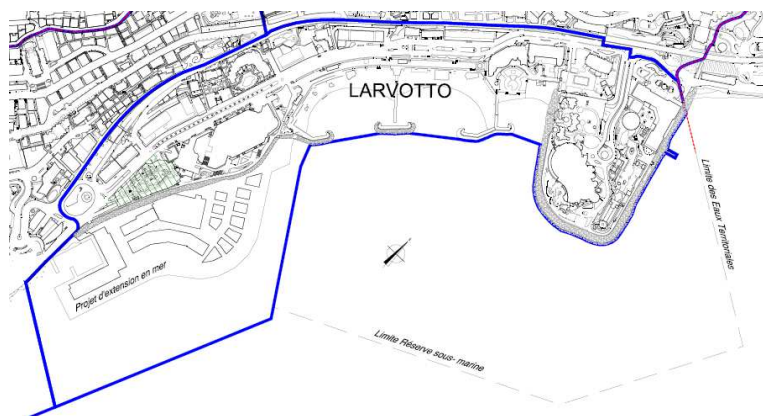 LARVOTTO
Limite des Eaux Territoriales
Projet d'extension en mer
Limite Réserve sous- marine